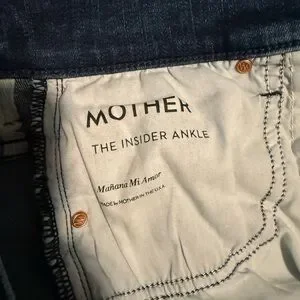 MOTHER
THE INSIDER ANKLE
Mañana Mi Amor
MADE by MOTHER IN THE U.S.A.